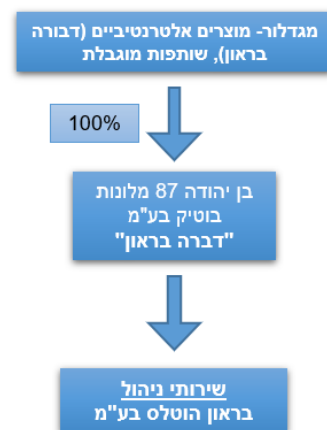 מגדלור- מוצרים אלטרנטיביים (דבורה
בראון), שותפות מוגבלת
100%
בן יהודה 87 מלונות
בוטיק בע"מ
"דברה בראון"
שירותי ניהול
בראון הוטלס בע"מ